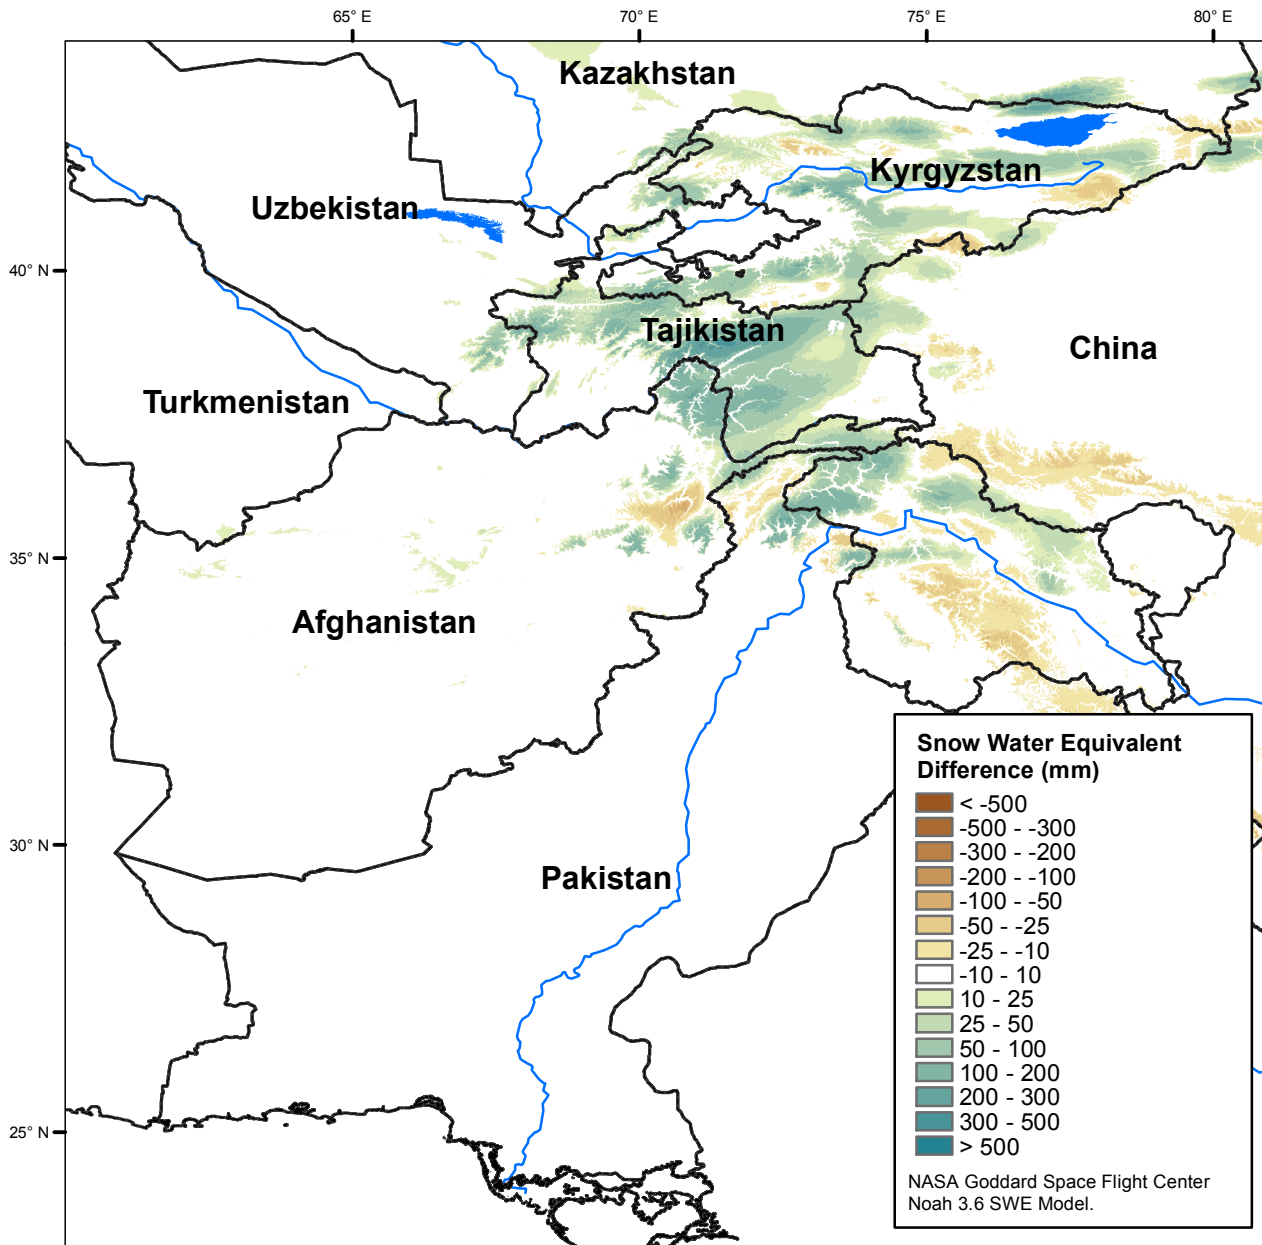 65° E
70° E
75° E
80° E
Kazakhstan
Kyrgyzstan
Uzbekistan
40° N
Tajikistan
China
Turkmenistan
35° N
Afghanistan
30° N
Pakistan
25° N
Snow Water Equivalent
Difference (mm)
< -500
-500 - -300
-300 - -200
-200 - -100
-100 - -50
-50 - -25
-25 - -10
-10 - 10
10 - 25
25 - 50
50 - 100
100 - 200
200 - 300
300 - 500
> 500
NASA Goddard Space Flight Center
Noah 3.6 SWE Model.